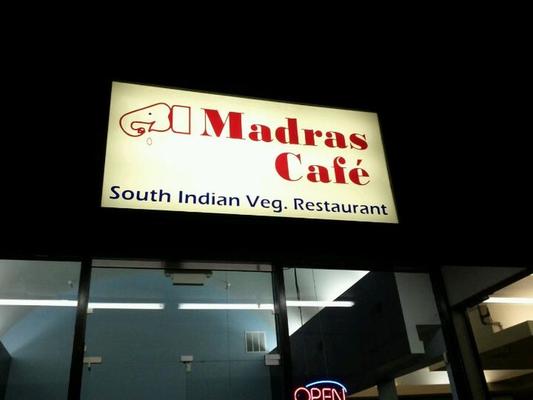 Madras
Café
South Indian Veg. Restaurant
OPEN